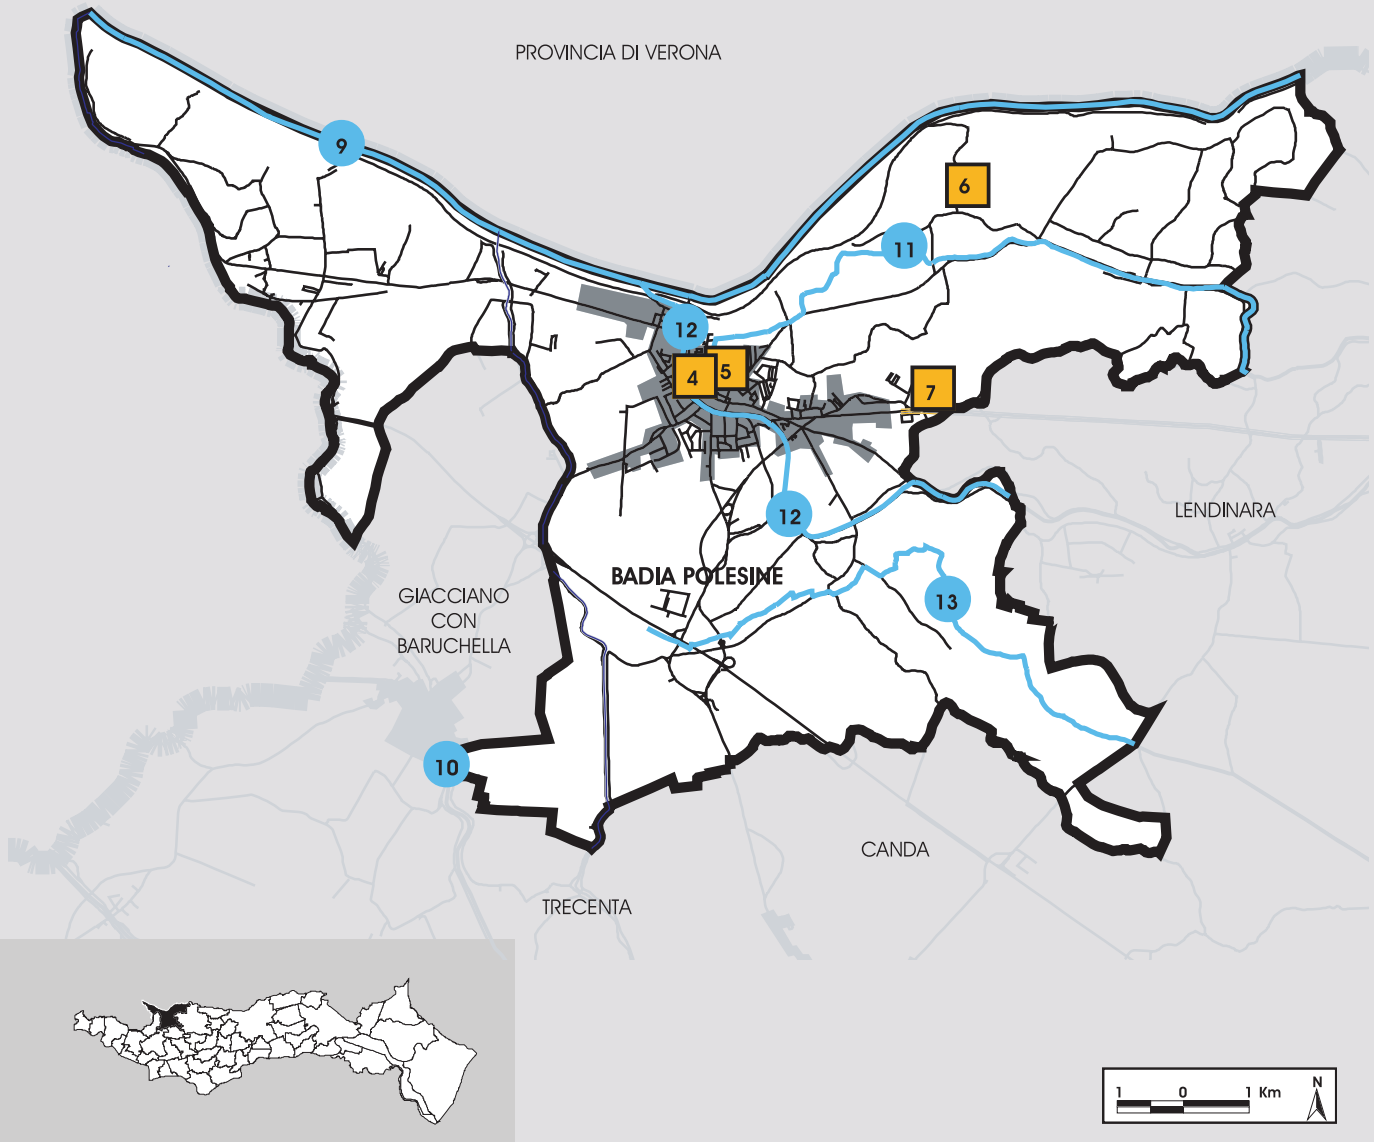 PROVINCIA DI VERONA
9
6
11
12
5
4
7
12
LENDINARA
BADIA POLESINE
GIACCIANO
CON
BARUCHELLA
13
10
CANDA
TRECENTA
1 0 1 Km
N